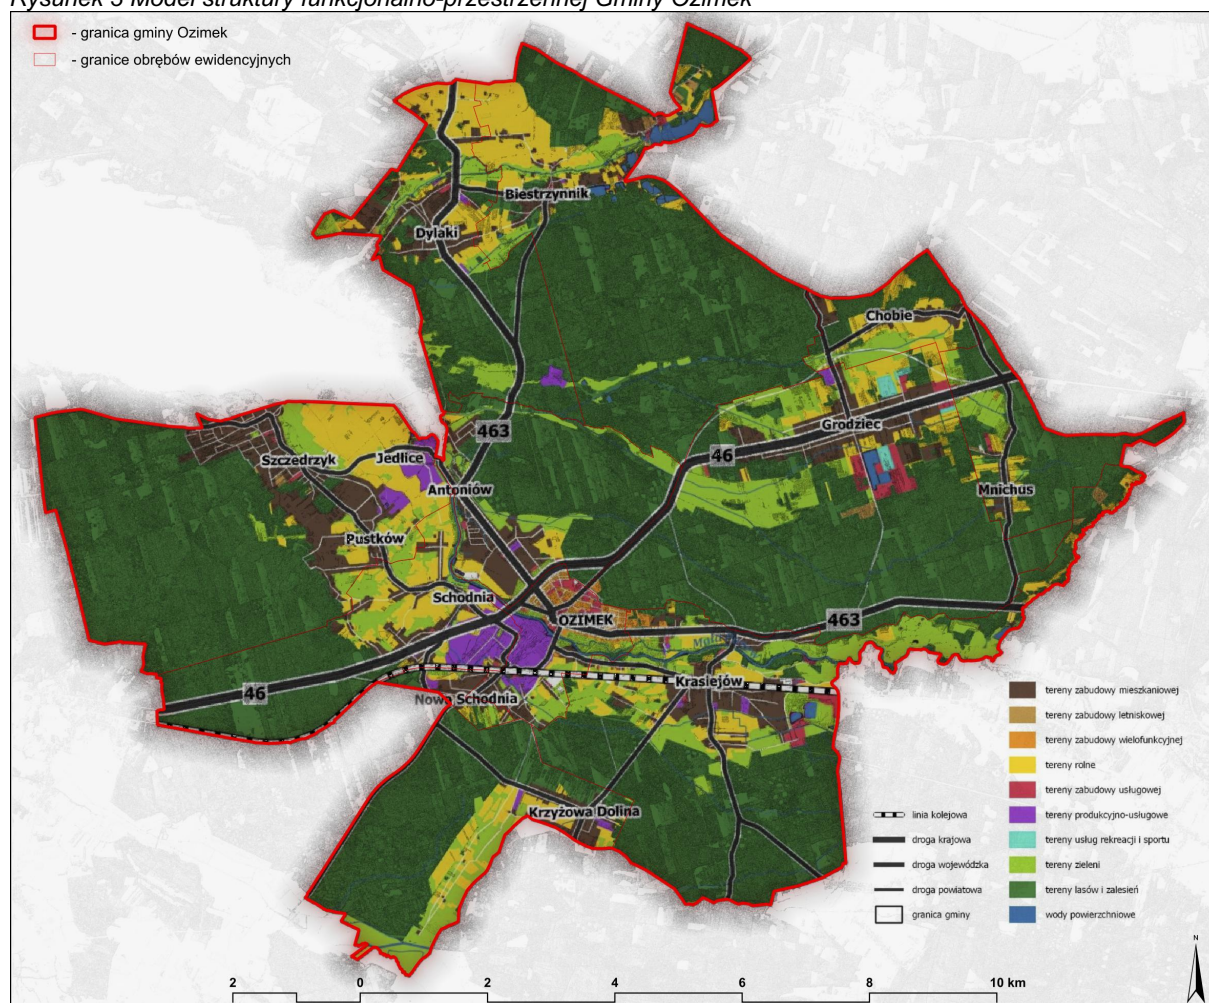 Rysunek 3 Model struktury funkcjonalno-przestrzennej Gminy Ozimek
- granica gminy Ozimek
- granice obrębów ewidencyjnych
Biestrzynnik
Dylaki
Chobie
463
Grodziec
46
Szczedrzyk
Jedlice
Antoniów
Mnichus
Pustków
Schodnia
OZIMEK
463
Krasiejów
46
Nowa Schodnia
Krzyżowa Dolina
tereny zabudowy mieszkaniowej
tereny zabudowy letniskowej
tereny zabudowy wielofunkcyjnej
tereny rolne
tereny zabudowy usługowej
tereny produkcyjno-usługowe
tereny usług rekreacji i sportu
tereny zieleni
tereny lasów i zalesień
wody powierzchniowe
linia kolejowa
droga krajowa
droga wojewódzka
droga powiatowa
granica gminy
N
2 0 2 4 6 8 10 km